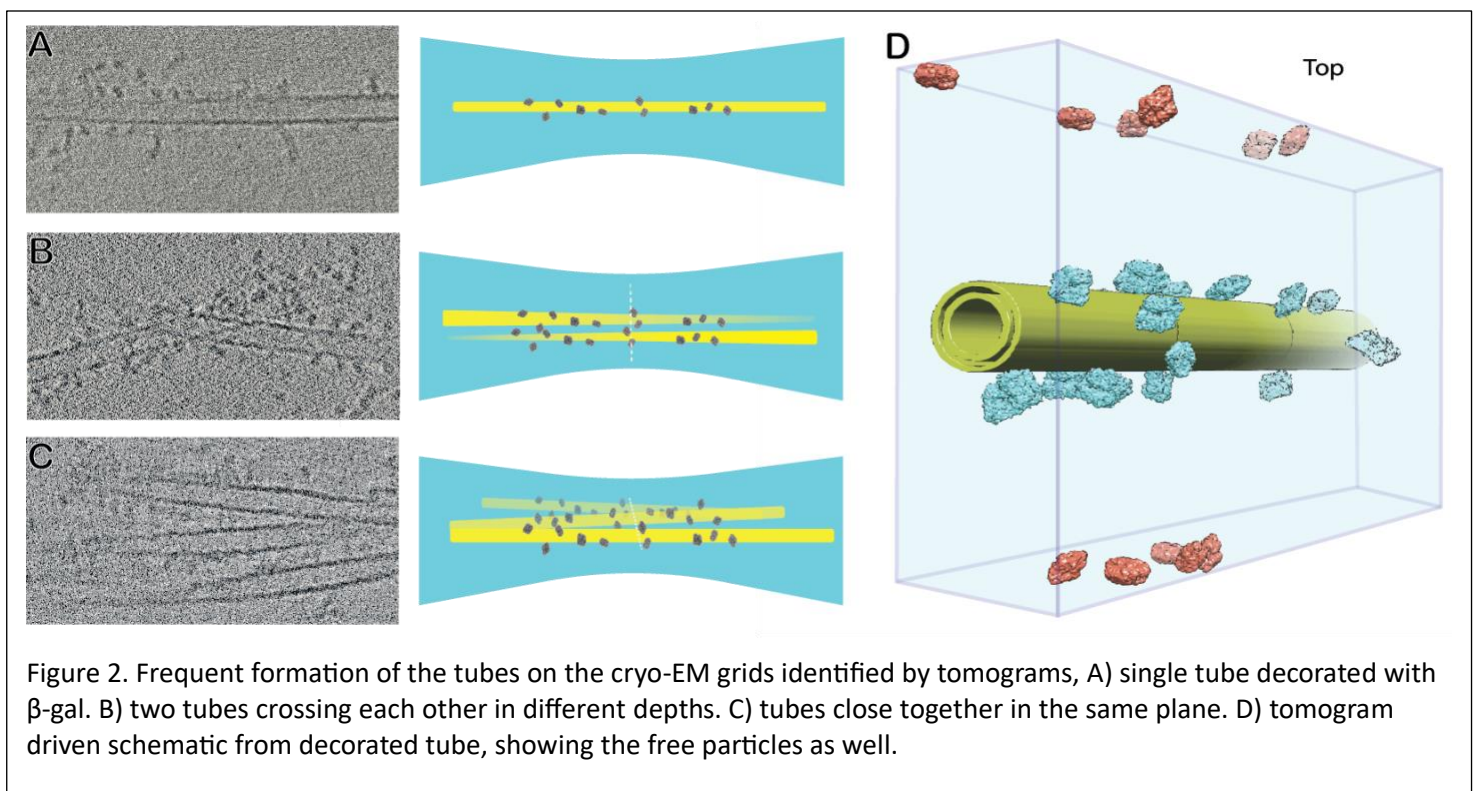 A
D
Top
B
C
Figure 2. Frequent formation of the tubes on the cryo-EM grids identified by tomograms, A) single tube decorated with
β-gal. B) two tubes crossing each other in different depths. C) tubes close together in the same plane. D) tomogram
driven schematic from decorated tube, showing the free particles as well.